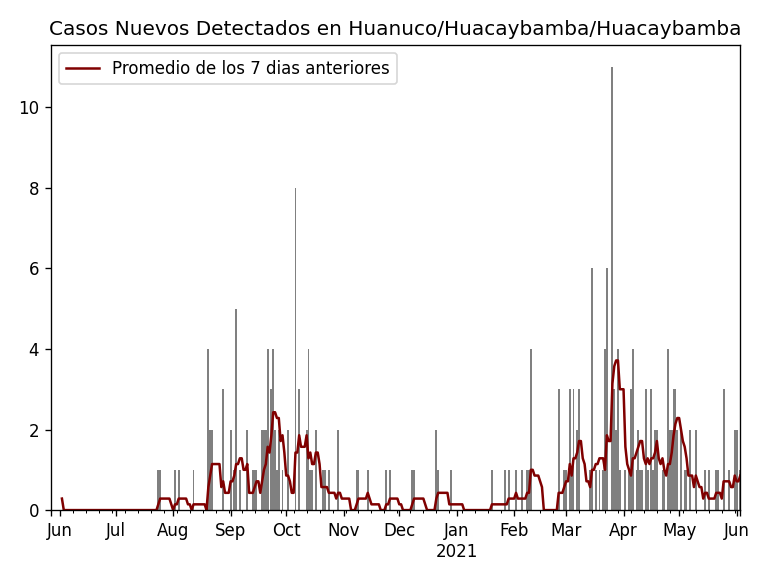 Casos Nuevos Detectados en Huanuco/Huacaybamba/Huacaybamba
Promedio de los 7 dias anteriores
10
8
6
4
2
0
Jun Jul Aug Sep Oct Nov Dec Jan Feb Mar Apr May Jun
2021